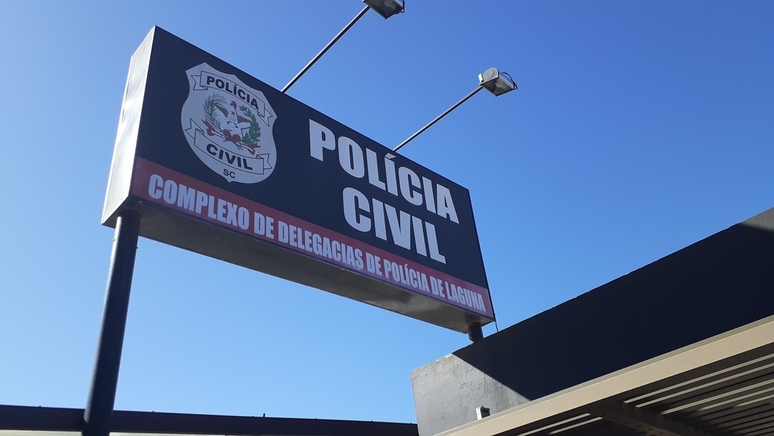 POLÍCIA
CIVIL
SC
POLÍCIA
CIVIL
COMPLEXO DE DELEGACIAS DE POLÍCIA DE LAGUNA